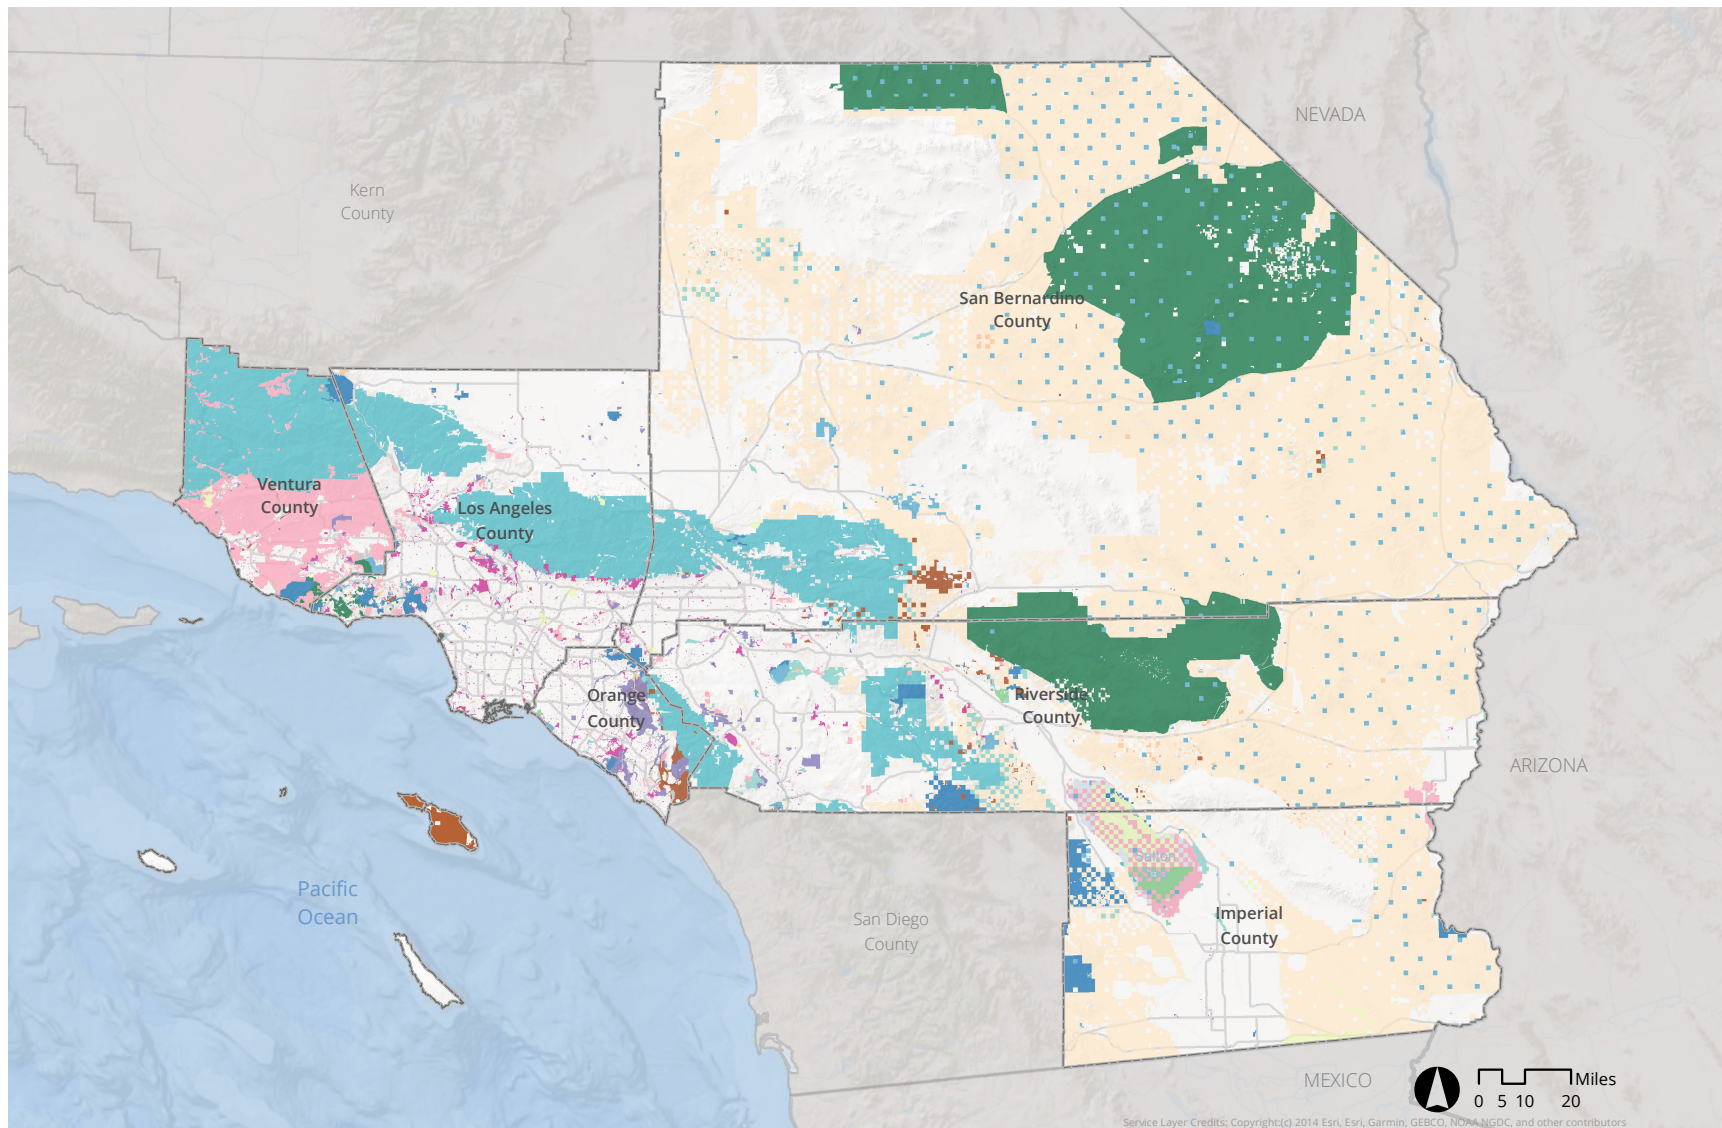 NEVADA
Kern
County
San Bernardino
County
Ventura
County
Los Angeles
County
Orange
County
Riverside
County
ARIZONA
Salton
Pacific
Ocean
San Diego
County
Imperial
County
MEXICO
Miles
0 5 10 20
Service Layer Credits: Copyright:(c) 2014 Esri, Esri, Garmin, GEBCO, NOAA NGDC, and other contributors